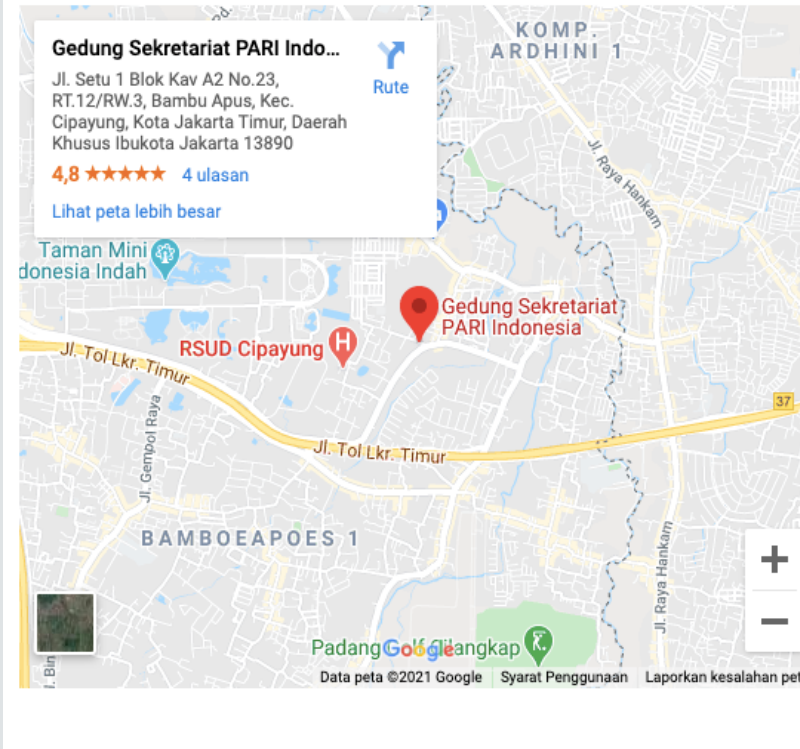 KOMP.
ARDHINI 1
Gedung Sekretariat PARI Indo...
Jl. Setu 1 Blok Kav A2 No.23,
RT.12/RW.3, Bambu Apus, Kec.
Cipayung, Kota Jakarta Timur, Daerah
Khusus Ibukota Jakarta 13890
Rute
4,8
4 ulasan
Lihat peta lebih besar
Jl. Raya Hankam
Taman Mini
donesia Indah
Gedung Sekretariat
PARI Indonesia
RSUD Cipayung
H
Jl. Tol Lkr. Timur
37
Jl. Gempol Raya
Jl. Tol Lkr. Timur
BAMBOEAPOES 1
Jl. Raya Hankam
+
−
Padang Golf Cilangkap
Google
Jl. Bin
Data peta ©2021 Google
Syarat Penggunaan
Laporkan kesalahan pet